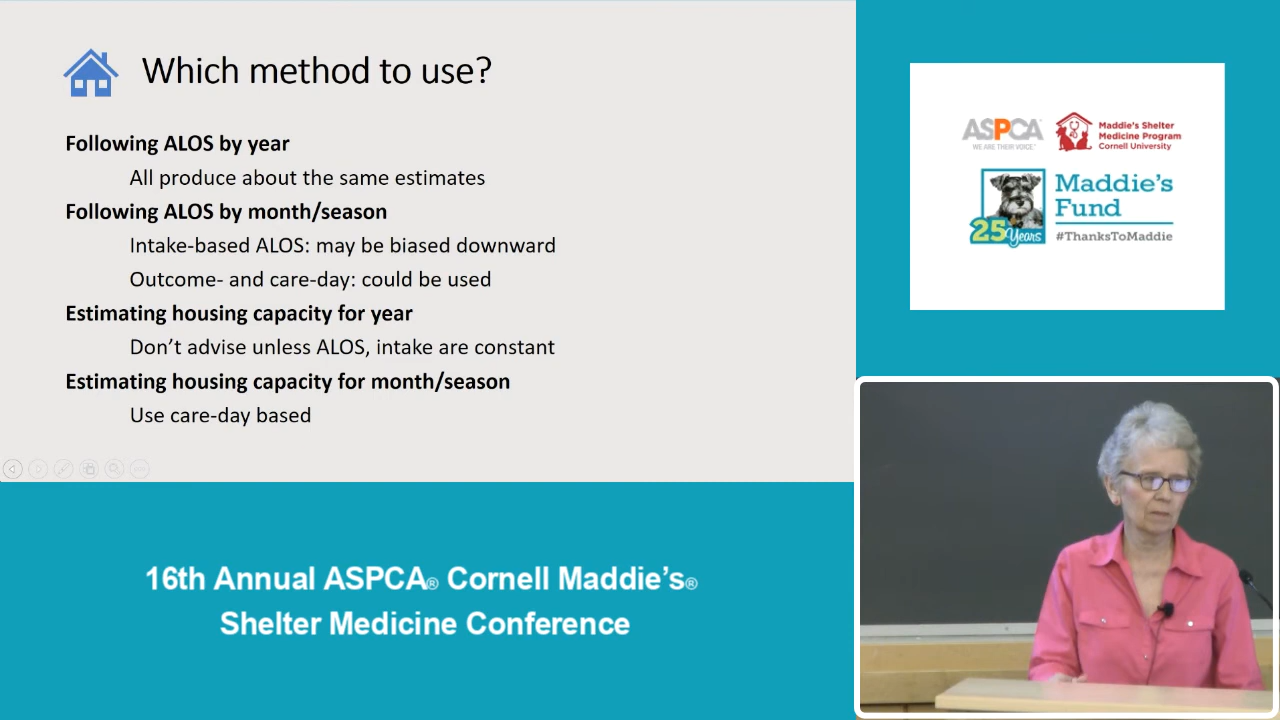 Which method to use?
Following ALOS by year
All produce about the same estimates
Following ALOS by month/season
Intake-based ALOS: may be biased downward
Outcome- and care-day: could be used
Estimating housing capacity for year
Don't advise unless ALOS, intake are constant
Estimating housing capacity for month/season
Use care-day based
ASPCA®
WE ARE THEIR VOICE™
Maddie's Shelter
Medicine Program
Cornell University
25 Years
Maddie's
Fund
#ThanksToMaddie
16th Annual ASPCA® Cornell Maddie's®
Shelter Medicine Conference